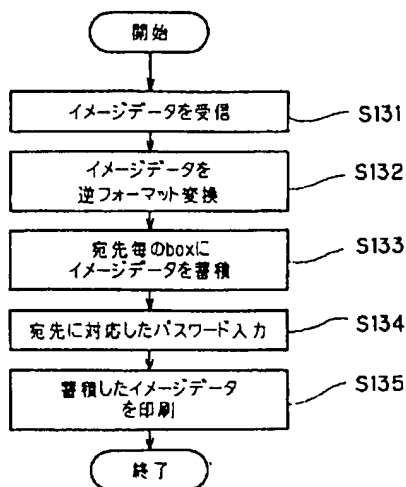 開始
イメージデータを受信
S131
イメージデータを
逆フォーマット変換
S132
宛先毎のboxに
イメージデータを蓄積
S133
宛先に対応したパスワード入力
S134
蓄積したイメージデータ
を印刷
S135
終了